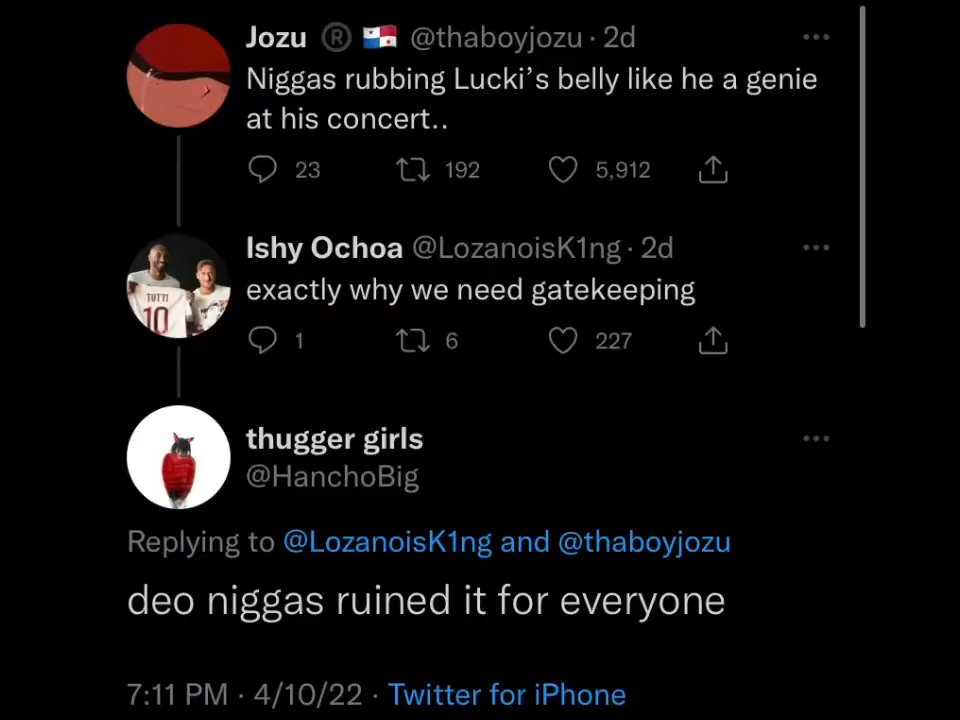 Jozu ® 🇵🇦 @thaboyjozu · 2d
Niggas rubbing Lucki's belly like he a genie
at his concert..
23 192 5,912
Ishy Ochoa @LozanoisK1ng · 2d
TOTTI
10
exactly why we need gatekeeping
1 6 227
thugger girls
@HanchoBig
Replying to @LozanoisK1ng and @thaboyjozu
deo niggas ruined it for everyone
7:11 PM · 4/10/22 · Twitter for iPhone